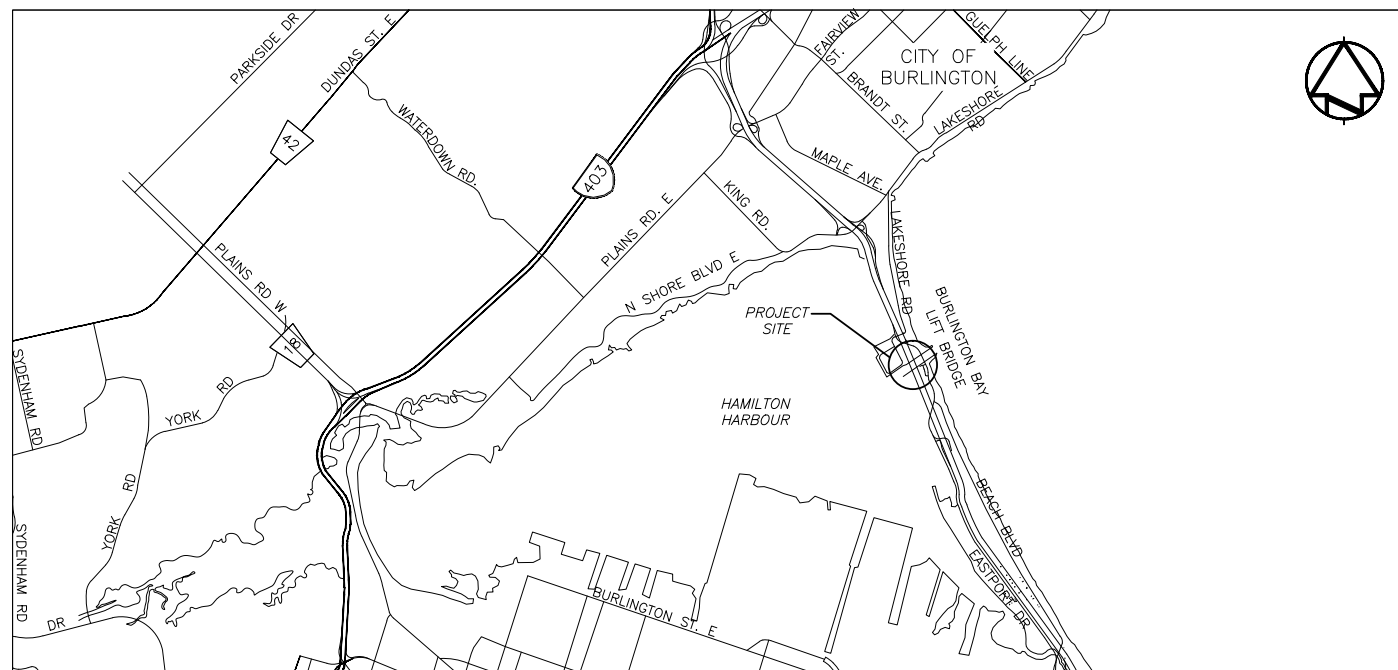 PARKSIDE DR
DUNDAS ST. E
42
WATERDOWN RD.
403
FAIRVIEW
ST.
BRANDT ST.
CITY OF
BURLINGTON
GUELPH LINE
LAKESHORE
RD
MAPLE AVE.
KING RD.
PLAINS RD. E
N SHORE BLVD E
LAKESHORE RD
PLAINS RD W
18
PROJECT
SITE
BURLINGTON BAY
LIFT BRIDGE
HAMILTON
HARBOUR
SYDENHAM RD
YORK RD
YORK RD
SYDENHAM RD
DR
BURLINGTON ST. E
BEACH BLVD
EASTPORT DR
N